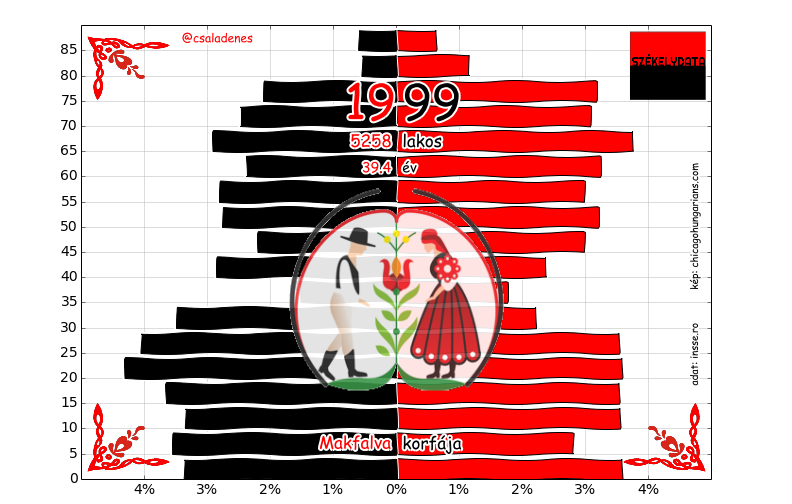 @csaladenes
SZÉKELYDATA
1999
5258 lakos
39.4 év
Makfalva korfája
kép: chicagohungarians.com
adat: insse.ro
85
80
75
70
65
60
55
50
45
40
35
30
25
20
15
10
5
0
4% 3% 2% 1% 0% 1% 2% 3% 4%